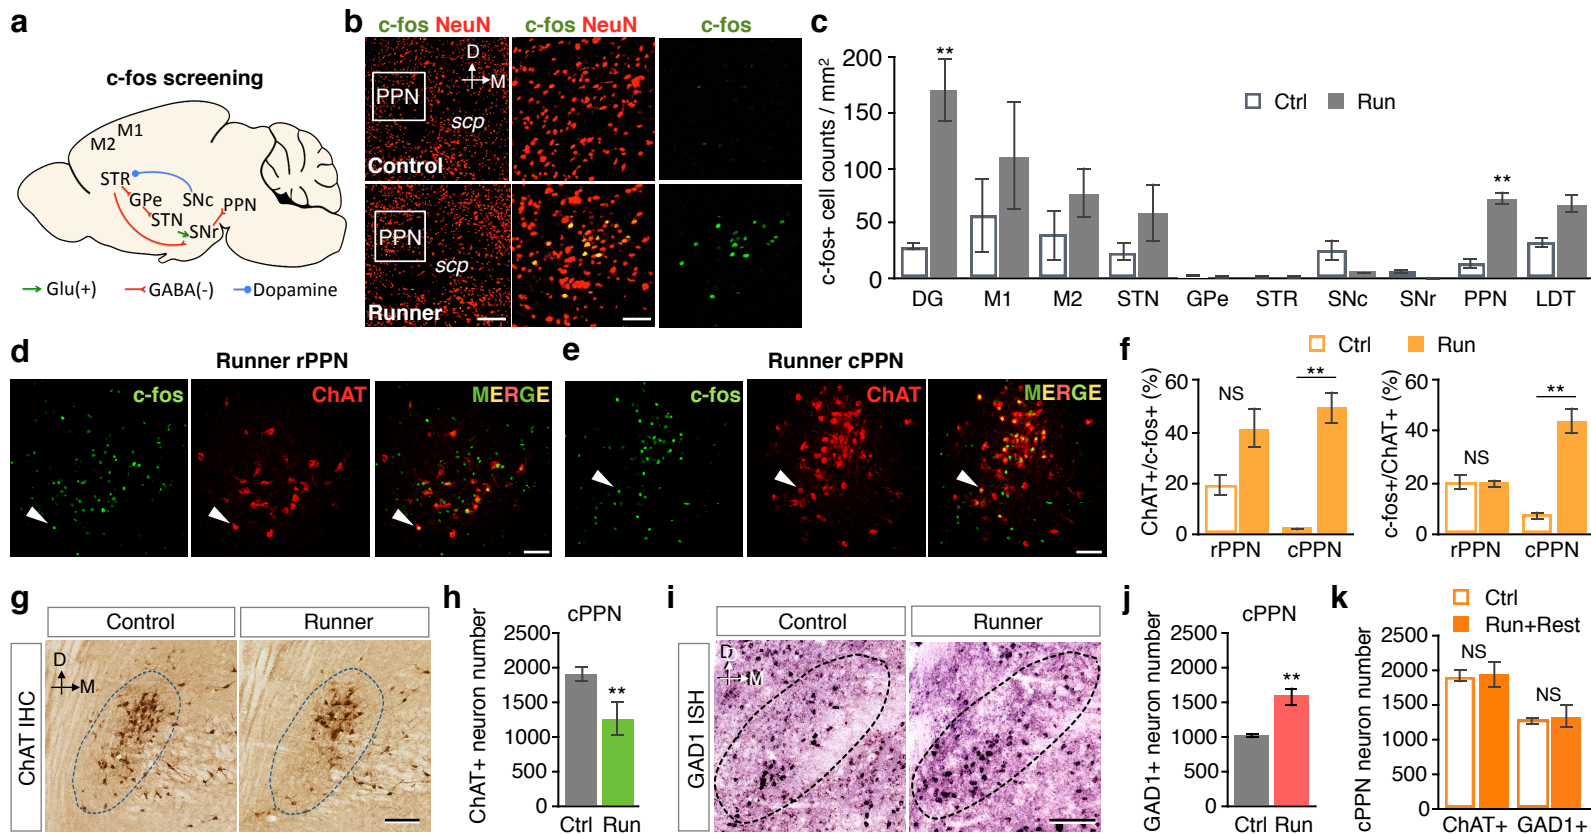 a
c-fos screening
M1
M2
STR
GPe
SNc
PPN
STN
SNr
Glu(+)
GABA(-)
Dopamine
b
c-fos NeuN
c-fos NeuN
c-fos
D
M
PPN
scp
Control
PPN
scp
Runner
c
c-fos+ cell counts / mm²
200
150
100
50
0
**
**
Ctrl
Run
DG
M1
M2
STN
GPe
STR
SNc
SNr
PPN
LDT
d
Runner rPPN
c-fos
ChAT
MERGE
e
Runner cPPN
c-fos
ChAT
MERGE
f
Ctrl
Run
ChAT+/c-fos+ (%)
60
40
20
0
NS
**
rPPN
cPPN
c-fos+/ChAT+ (%)
60
40
20
0
NS
**
rPPN
cPPN
g
Control
Runner
ChAT IHC
D
M
h
cPPN
ChAT+ neuron number
2500
2000
1500
1000
500
0
**
Ctrl
Run
i
Control
Runner
GAD1 ISH
D
M
j
cPPN
GAD1+ neuron number
2500
2000
1500
1000
500
0
**
Ctrl
Run
k
Ctrl
Run+Rest
cPPN neuron number
2500
2000
1500
1000
500
0
NS
NS
ChAT+
GAD1+